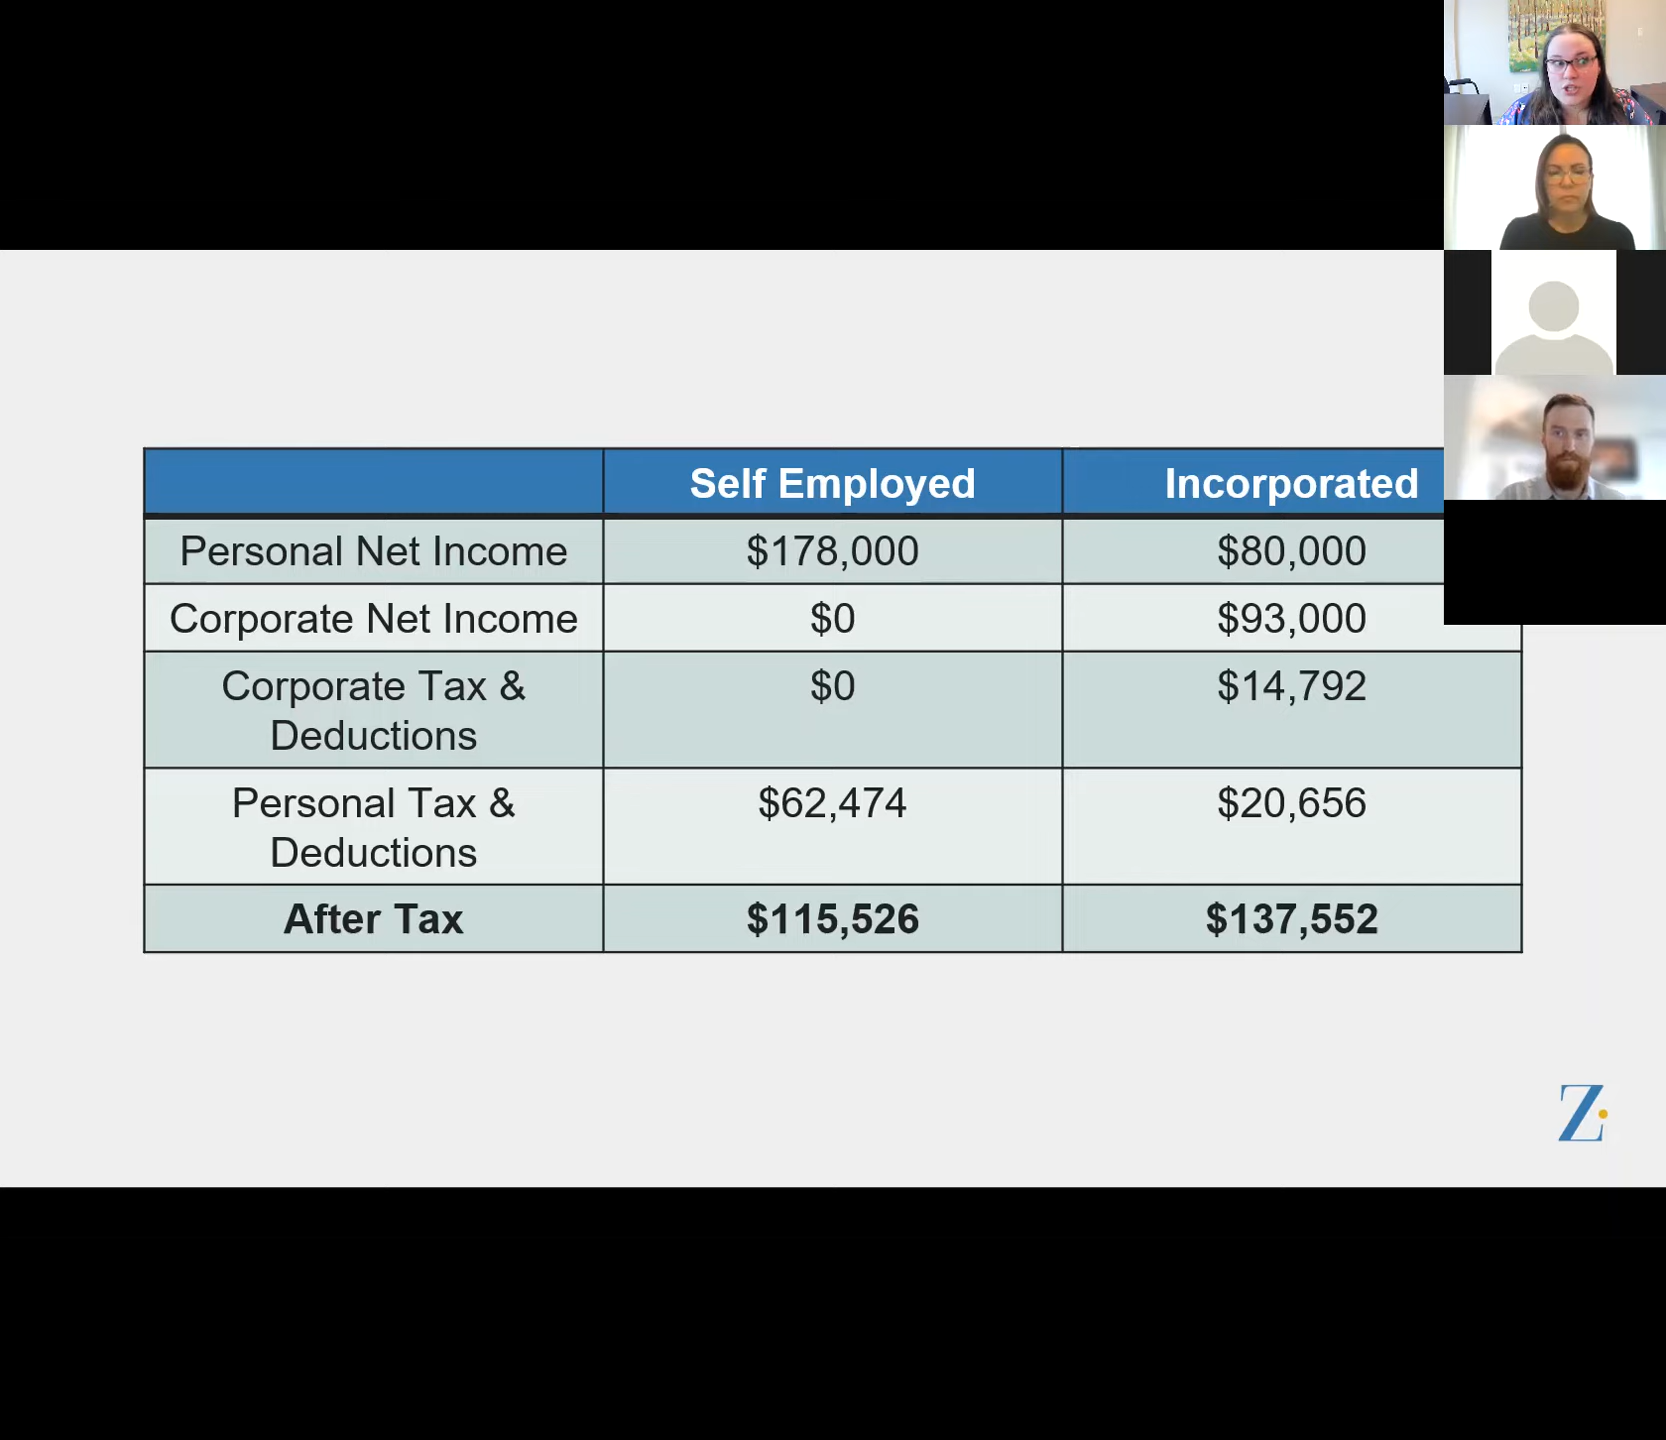 Self Employed Incorporated
Personal Net Income $178,000 $80,000
Corporate Net Income $0 $93,000
Corporate Tax & $0 $14,792
Deductions
Personal Tax & $62,474 $20,656
Deductions
After Tax $115,526 $137,552
Z